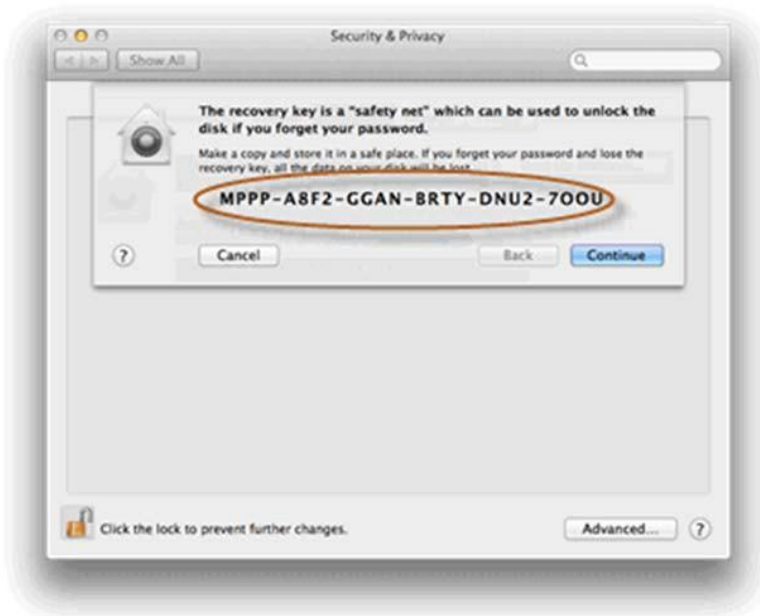 Security & Privacy
Show All
The recovery key is a "safety net" which can be used to unlock the
disk if you forget your password.
Make a copy and store it in a safe place. If you forget your password and lose the
recovery key, all the data on your disk will be lost.
MPPP-A8F2-GGAN-BRTY-DNU2-7OOU
?
Cancel
Back
Continue
Click the lock to prevent further changes.
Advanced...
?